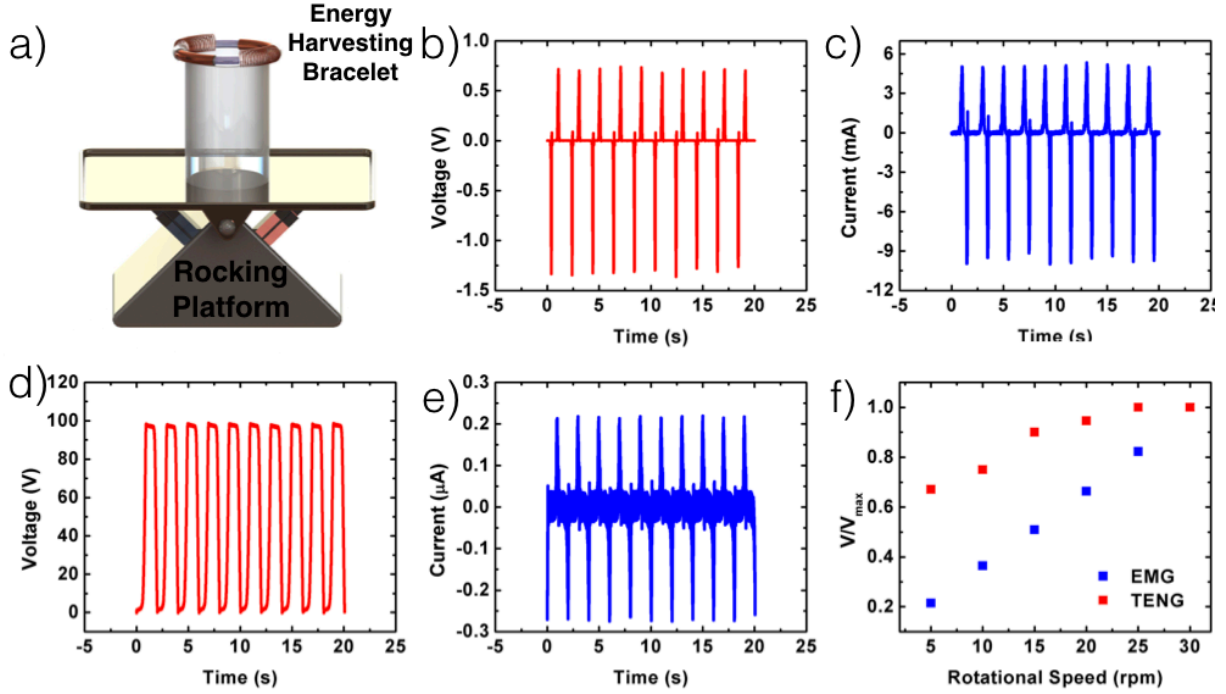 a)
Energy
Harvesting
Bracelet
Rocking
Platform
b)
Voltage (V)
1.0
0.5
0.0
-0.5
-1.0
-1.5
-5 0 5 10 15 20 25
Time (s)
c)
Current (mA)
6
3
0
-3
-6
-9
-12
-5 0 5 10 15 20 25
Time (s)
d)
Voltage (V)
120
100
80
60
40
20
0
-5 0 5 10 15 20 25
Time (s)
e)
Current (μA)
0.3
0.2
0.1
0.0
-0.1
-0.2
-0.3
-5 0 5 10 15 20 25
Time (s)
f)
V/Vmax
1.0
0.8
0.6
0.4
0.2
EMG
TENG
5 10 15 20 25 30
Rotational Speed (rpm)